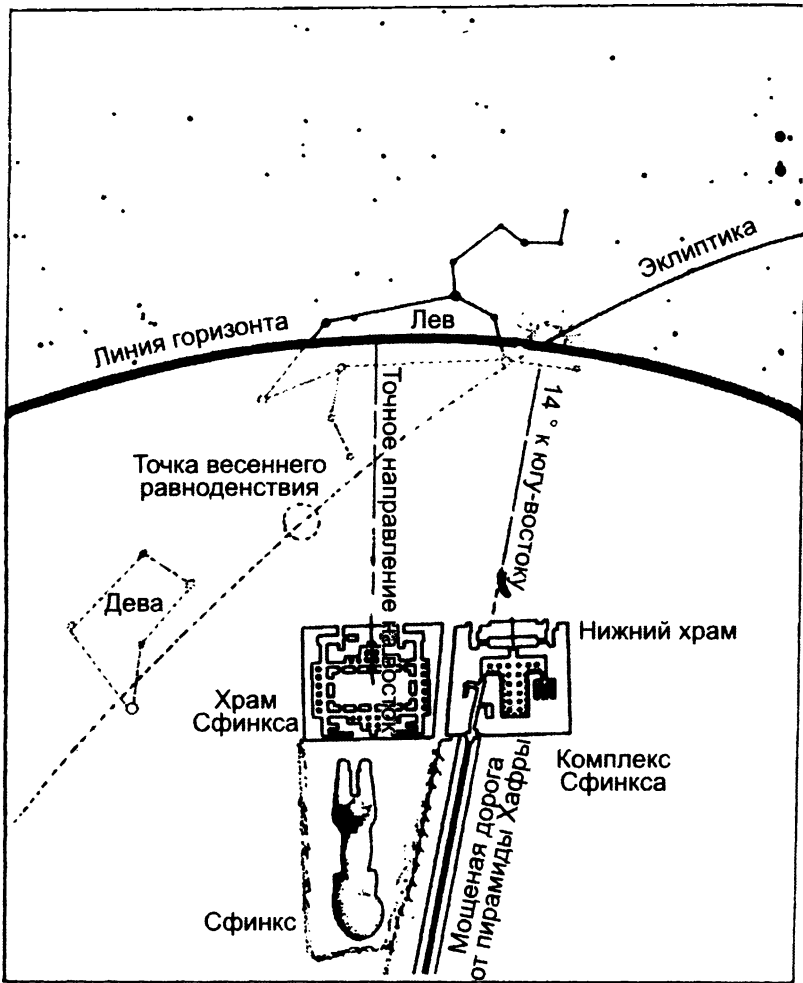 Эклиптика
Линия горизонта
Лев
Точное направление на восток
14° к югу-востоку
Точка весеннего
равноденствия
Дева
Нижний храм
Храм
Сфинкса
Комплекс
Сфинкса
Мощеная дорога
от пирамиды Хафры
Сфинкс